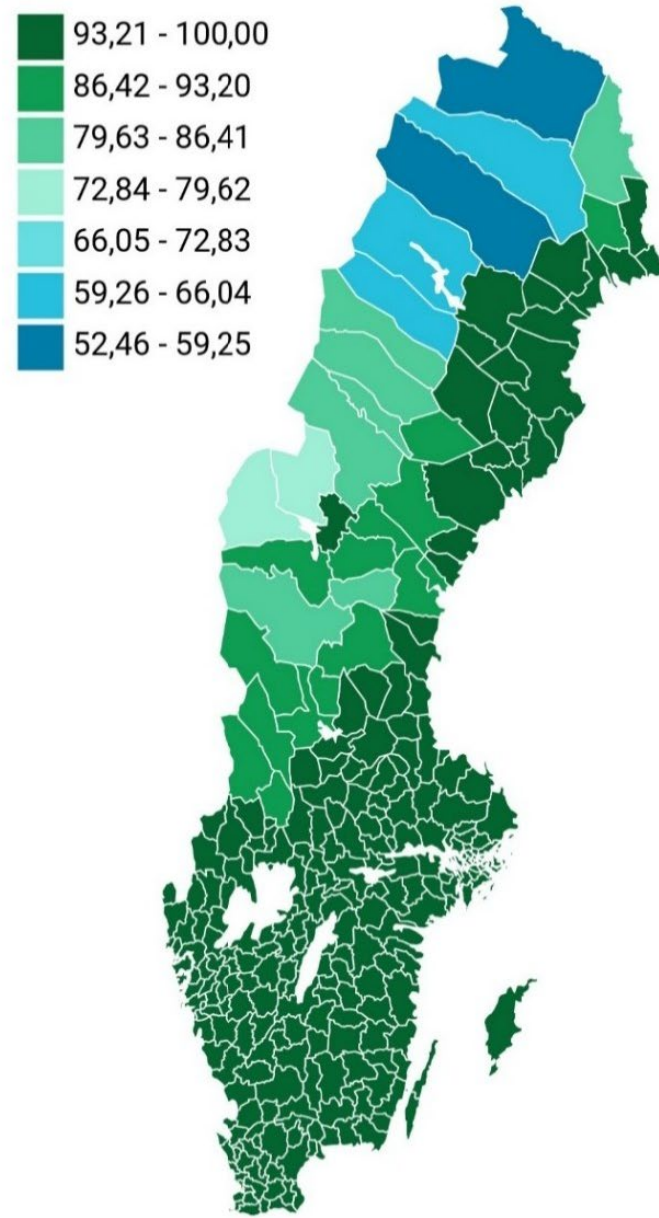 93,21 - 100,00
86,42 - 93,20
79,63 - 86,41
72,84 - 79,62
66,05 - 72,83
59,26 - 66,04
52,46 - 59,25